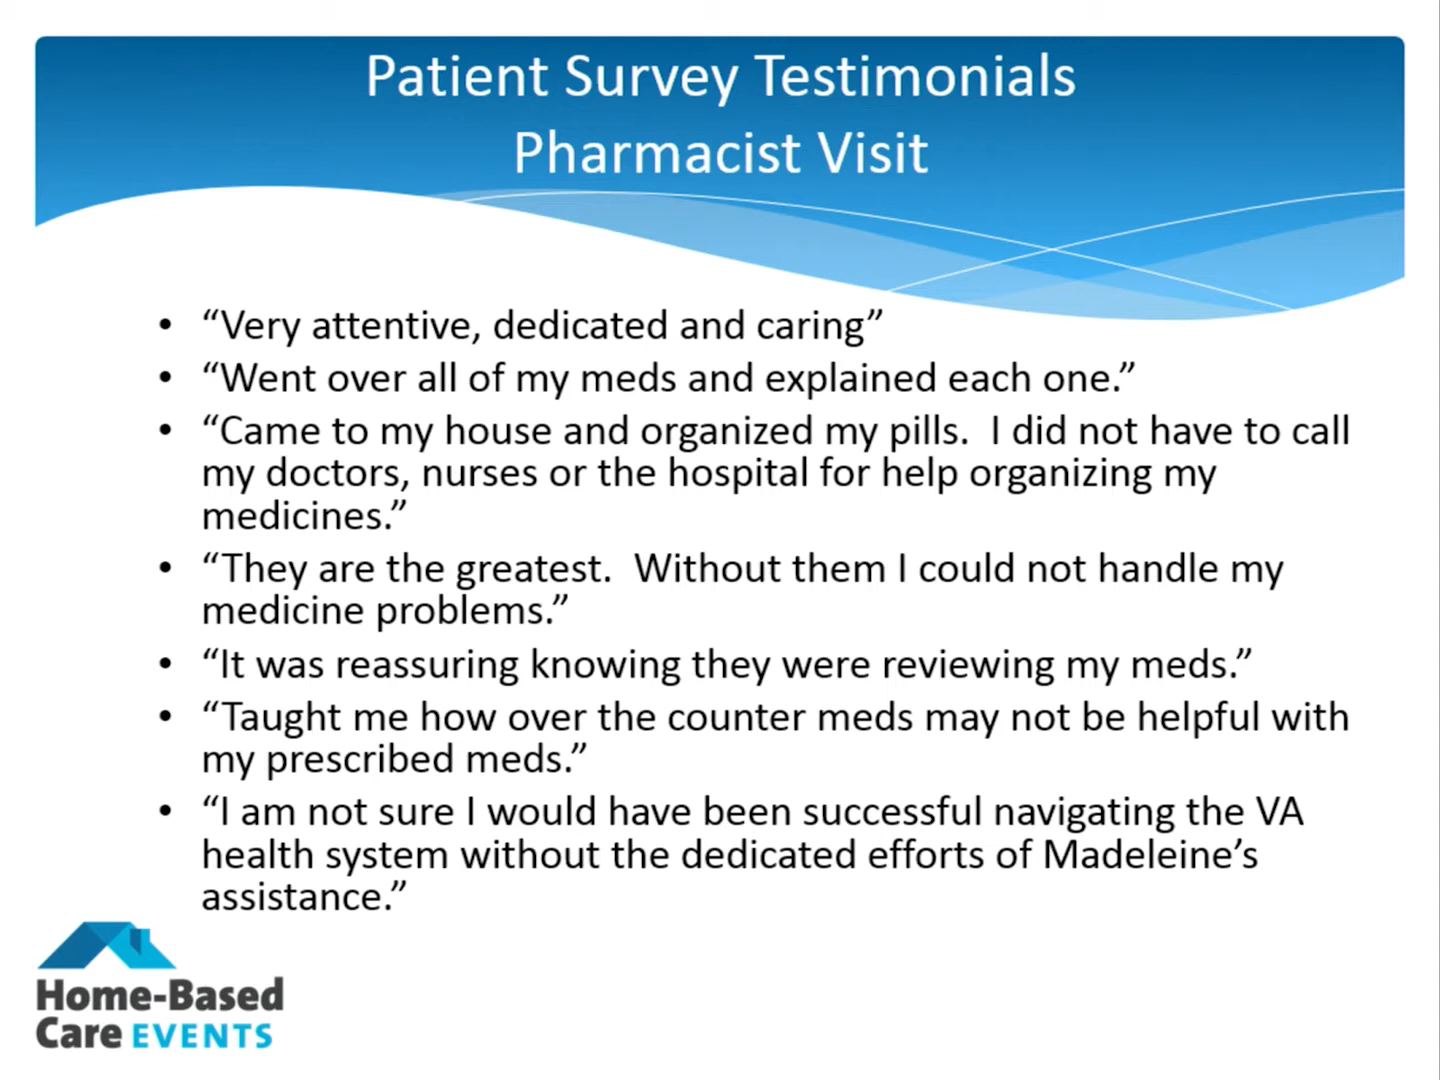 Patient Survey Testimonials
Pharmacist Visit
• “Very attentive, dedicated and caring”
• “Went over all of my meds and explained each one.”
• “Came to my house and organized my pills.  I did not have to call
my doctors, nurses or the hospital for help organizing my
medicines.”
• “They are the greatest.  Without them I could not handle my
medicine problems.”
• “It was reassuring knowing they were reviewing my meds.”
• “Taught me how over the counter meds may not be helpful with
my prescribed meds.”
• “I am not sure I would have been successful navigating the VA
health system without the dedicated efforts of Madeleine’s
assistance.”
Home-Based
Care EVENTS